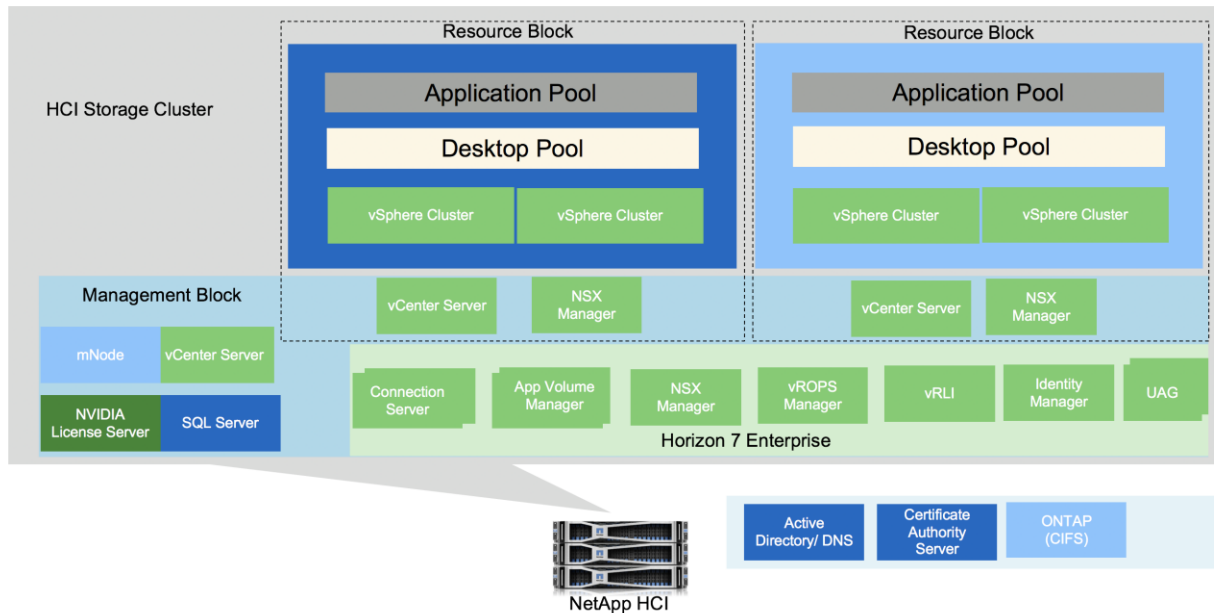 Resource Block
Resource Block
HCI Storage Cluster
Application Pool
Application Pool
Desktop Pool
Desktop Pool
vSphere Cluster
vSphere Cluster
vSphere Cluster
vSphere Cluster
Management Block
vCenter Server
NSX
Manager
vCenter Server
NSX
Manager
mNode
vCenter Server
NVIDIA
License Server
SQL Server
Connection
Server
App Volume
Manager
NSX
Manager
vROPS
Manager
vRLI
Identity
Manager
UAG
Horizon 7 Enterprise
Active
Directory/ DNS
Certificate
Authority
Server
ONTAP
(CIFS)
NetApp HCI